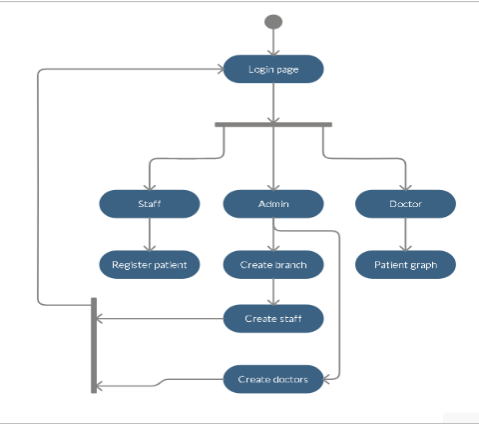 Login page
Staff
Admin
Doctor
Register patient
Create branch
Patient graph
Create staff
Create doctors